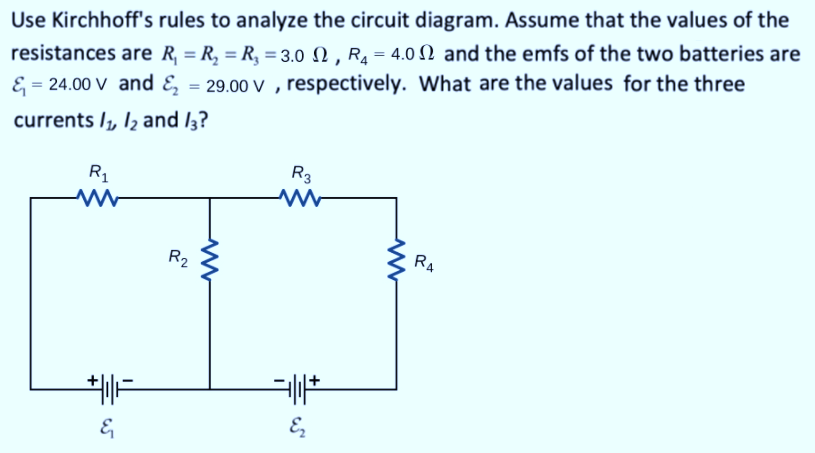 Use Kirchhoff's rules to analyze the circuit diagram. Assume that the values of the
resistances are R₁ = R₂ = R₃ = 3.0 Ω , R₄ = 4.0 Ω and the emfs of the two batteries are
ℰ₁ = 24.00 V and ℰ₂ = 29.00 V , respectively. What are the values for the three
currents I₁, I₂ and I₃?
R₁ R₃
R₂ R₄
+ − − +
ℰ₁ ℰ₂